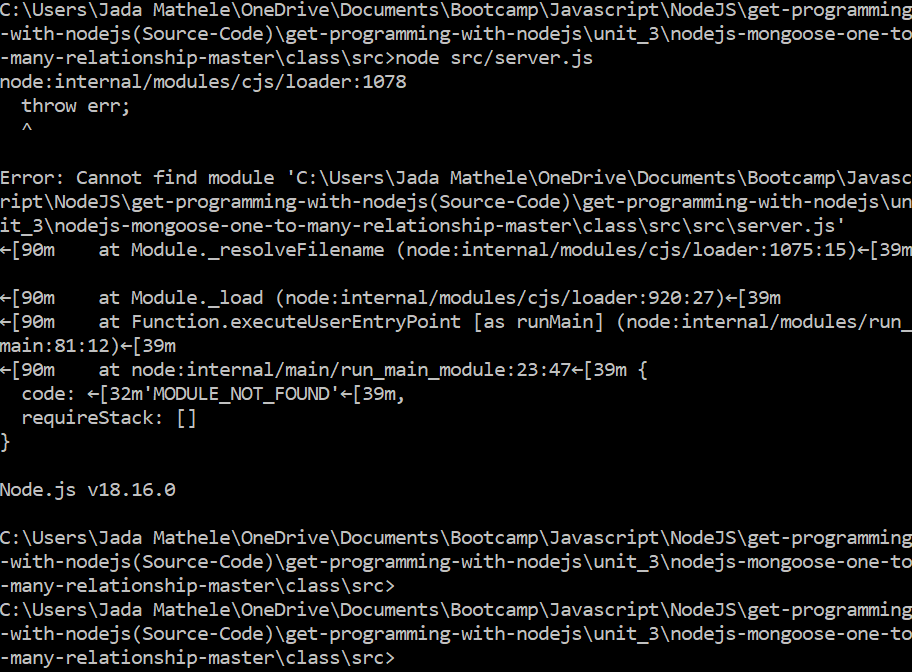 C:\Users\Jada Mathele\OneDrive\Documents\Bootcamp\Javascript\NodeJS\get-programming
-with-nodejs(Source-Code)\get-programming-with-nodejs\unit_3\nodejs-mongoose-one-to
-many-relationship-master\class\src>node src/server.js
node:internal/modules/cjs/loader:1078
  throw err;
  ^

Error: Cannot find module 'C:\Users\Jada Mathele\OneDrive\Documents\Bootcamp\Javasc
ript\NodeJS\get-programming-with-nodejs(Source-Code)\get-programming-with-nodejs\un
it_3\nodejs-mongoose-one-to-many-relationship-master\class\src\src\server.js'
←[90m    at Module._resolveFilename (node:internal/modules/cjs/loader:1075:15)←[39m

←[90m    at Module._load (node:internal/modules/cjs/loader:920:27)←[39m
←[90m    at Function.executeUserEntryPoint [as runMain] (node:internal/modules/run_
main:81:12)←[39m
←[90m    at node:internal/main/run_main_module:23:47←[39m {
  code: ←[32m'MODULE_NOT_FOUND'←[39m,
  requireStack: []
}

Node.js v18.16.0

C:\Users\Jada Mathele\OneDrive\Documents\Bootcamp\Javascript\NodeJS\get-programming
-with-nodejs(Source-Code)\get-programming-with-nodejs\unit_3\nodejs-mongoose-one-to
-many-relationship-master\class\src>
C:\Users\Jada Mathele\OneDrive\Documents\Bootcamp\Javascript\NodeJS\get-programming
-with-nodejs(Source-Code)\get-programming-with-nodejs\unit_3\nodejs-mongoose-one-to
-many-relationship-master\class\src>